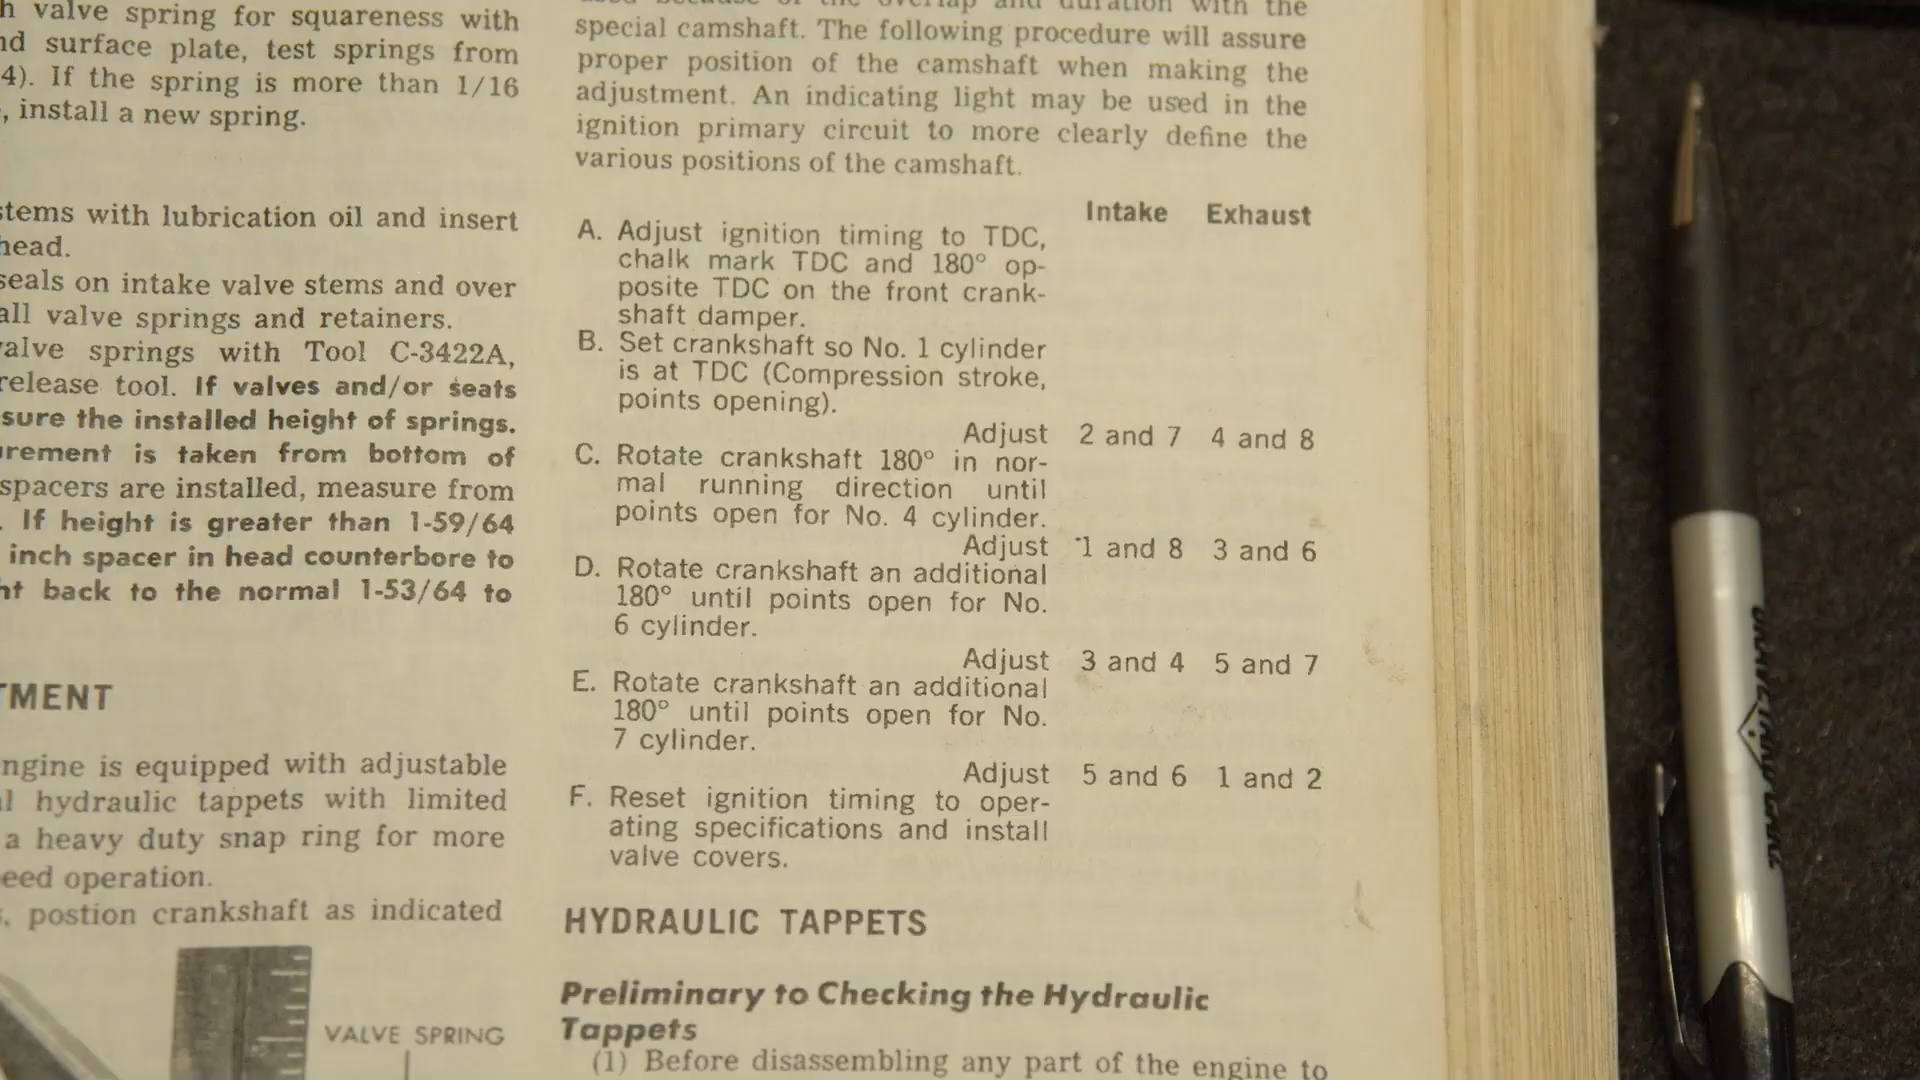 h valve spring for squareness with
nd surface plate, test springs from
4). If the spring is more than 1/16
, install a new spring.
stems with lubrication oil and insert
head.
seals on intake valve stems and over
all valve springs and retainers.
valve springs with Tool C-3422A,
release tool. If valves and/or seats
sure the installed height of springs.
urement is taken from bottom of
spacers are installed, measure from
. If height is greater than 1-59/64
inch spacer in head counterbore to
ht back to the normal 1-53/64 to
TMENT
ngine is equipped with adjustable
l hydraulic tappets with limited
a heavy duty snap ring for more
eed operation.
, postion crankshaft as indicated
VALVE SPRING
used because of the overlap and duration with the
special camshaft. The following procedure will assure
proper position of the camshaft when making the
adjustment. An indicating light may be used in the
ignition primary circuit to more clearly define the
various positions of the camshaft.
Intake Exhaust
A. Adjust ignition timing to TDC,
chalk mark TDC and 180° op-
posite TDC on the front crank-
shaft damper.
B. Set crankshaft so No. 1 cylinder
is at TDC (Compression stroke,
points opening).
Adjust 2 and 7 4 and 8
C. Rotate crankshaft 180° in nor-
mal running direction until
points open for No. 4 cylinder.
Adjust 1 and 8 3 and 6
D. Rotate crankshaft an additional
180° until points open for No.
6 cylinder.
Adjust 3 and 4 5 and 7
E. Rotate crankshaft an additional
180° until points open for No.
7 cylinder.
Adjust 5 and 6 1 and 2
F. Reset ignition timing to oper-
ating specifications and install
valve covers.
HYDRAULIC TAPPETS
Preliminary to Checking the Hydraulic
Tappets
(1) Before disassembling any part of the engine to